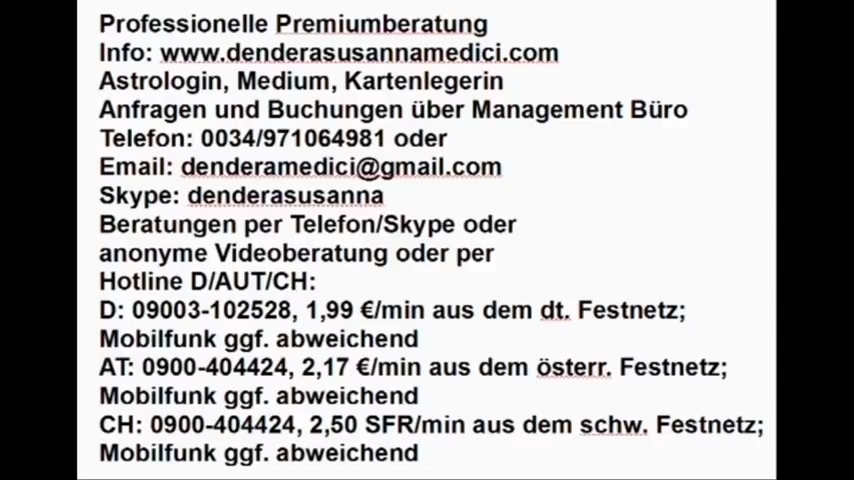 Professionelle Premiumberatung
Info: www.denderasusannamedici.com
Astrologin, Medium, Kartenlegerin
Anfragen und Buchungen über Management Büro
Telefon: 0034/971064981 oder
Email: denderamedici@gmail.com
Skype: denderasusanna
Beratungen per Telefon/Skype oder
anonyme Videoberatung oder per
Hotline D/AUT/CH:
D: 09003-102528, 1,99 €/min aus dem dt. Festnetz;
Mobilfunk ggf. abweichend
AT: 0900-404424, 2,17 €/min aus dem österr. Festnetz;
Mobilfunk ggf. abweichend
CH: 0900-404424, 2,50 SFR/min aus dem schw. Festnetz;
Mobilfunk ggf. abweichend